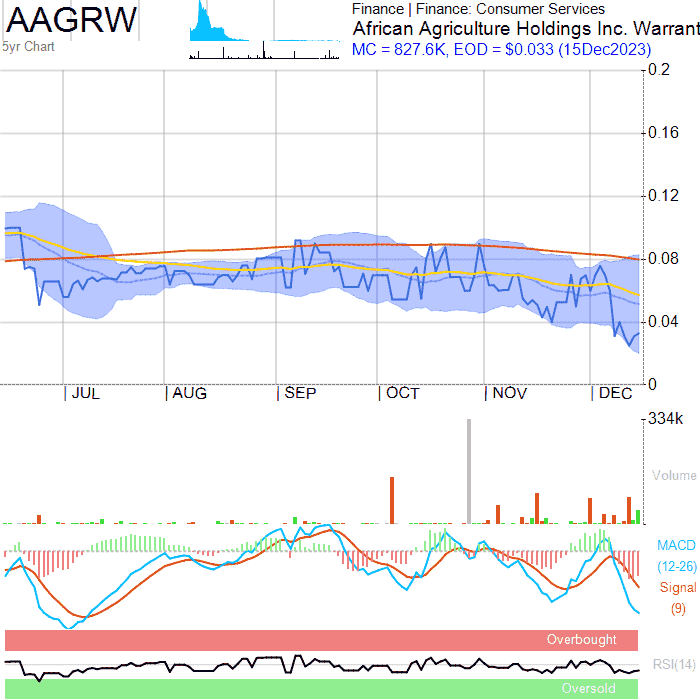 AAGRW
5yr Chart
Finance | Finance: Consumer Services
African Agriculture Holdings Inc. Warrant
MC = 827.6K, EOD = $0.033 (15Dec2023)
0.2
0.16
0.12
0.08
0.04
0
| JUL | AUG | SEP | OCT | NOV | DEC
334k
Volume
MACD
(12-26)
Signal
(9)
Overbought
RSI(14)
Oversold